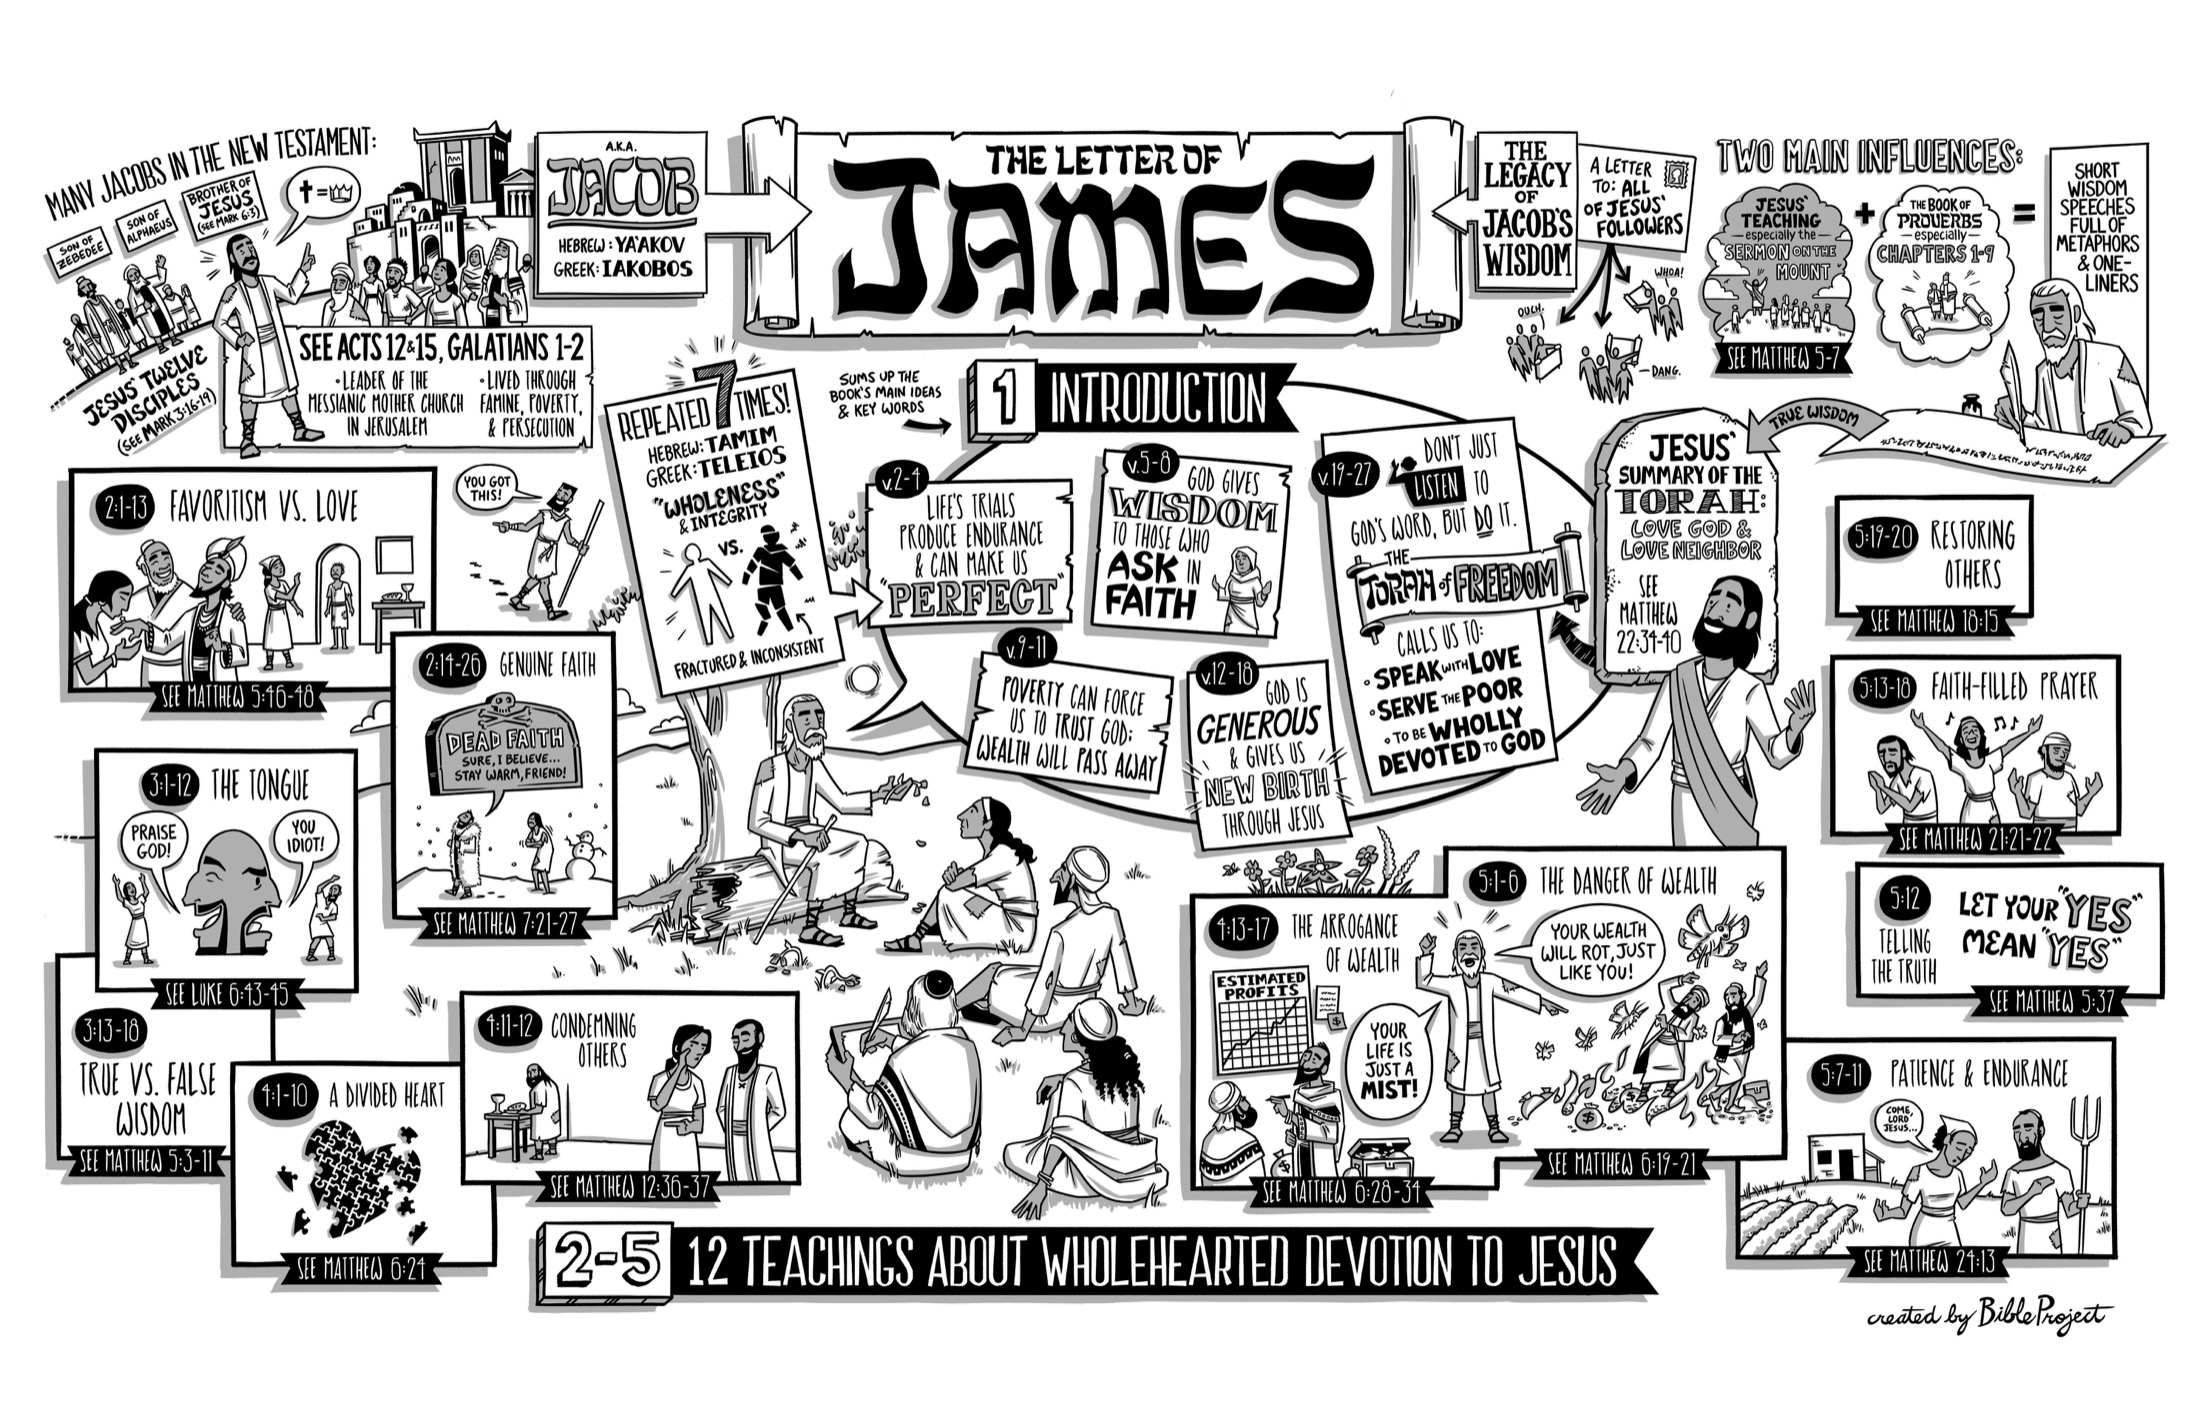 MANY JACOBS IN THE NEW TESTAMENT:
SON OF
ZEBEDEE
SON OF
ALPHAEUS
BROTHER OF
JESUS
(SEE MARK 6:3)
✝ =
JESUS' TWELVE
DISCIPLES
(SEE MARK 3:16-19)
SEE ACTS 12 & 15, GALATIANS 1-2
• LEADER OF THE
MESSIANIC MOTHER CHURCH
IN JERUSALEM
• LIVED THROUGH
FAMINE, POVERTY,
& PERSECUTION
A.K.A.
JACOB
HEBREW: YA'AKOV
GREEK: IAKOBOS
THE LETTER OF
JAMES
THE
LEGACY
OF
JACOB'S
WISDOM
A LETTER
TO: ALL
OF JESUS'
FOLLOWERS
OUCH.
WHOA!
DANG.
TWO MAIN INFLUENCES:
JESUS'
TEACHING
especially the
SERMON ON THE
MOUNT
SEE MATTHEW 5-7
+
THE BOOK OF
PROVERBS
especially
CHAPTERS 1-9
=
SHORT
WISDOM
SPEECHES
FULL OF
METAPHORS
& ONE-
LINERS
TRUE WISDOM
JESUS'
SUMMARY OF THE
TORAH:
LOVE GOD &
LOVE NEIGHBOR
SEE
MATTHEW
22:34-40
SUMS UP THE
BOOK'S MAIN IDEAS
& KEY WORDS
1 INTRODUCTION
REPEATED 7 TIMES!
HEBREW: TAMIM
GREEK: TELEIOS
"WHOLENESS"
& INTEGRITY
VS.
FRACTURED & INCONSISTENT
v.2-4
LIFE'S TRIALS
PRODUCE ENDURANCE
& CAN MAKE US
"PERFECT"
v.5-8
GOD GIVES
WISDOM
TO THOSE WHO
ASK IN
FAITH
v.9-11
POVERTY CAN FORCE
US TO TRUST GOD;
WEALTH WILL PASS AWAY
v.12-18
GOD IS
GENEROUS
& GIVES US
NEW BIRTH
THROUGH JESUS
v.19-27
DON'T JUST
LISTEN TO
GOD'S WORD, BUT DO IT.
THE
TORAH of FREEDOM
CALLS US TO:
• SPEAK WITH LOVE
• SERVE THE POOR
• TO BE WHOLLY
DEVOTED TO GOD
2:1-13 FAVORITISM VS. LOVE
SEE MATTHEW 5:46-48
YOU GOT
THIS!
2:14-26 GENUINE FAITH
DEAD FAITH
SURE, I BELIEVE...
STAY WARM, FRIEND!
SEE MATTHEW 7:21-27
3:1-12 THE TONGUE
PRAISE
GOD!
YOU
IDIOT!
SEE LUKE 6:43-45
3:13-18
TRUE VS. FALSE
WISDOM
SEE MATTHEW 5:3-11
4:1-10 A DIVIDED HEART
SEE MATTHEW 6:24
4:11-12 CONDEMNING
OTHERS
SEE MATTHEW 12:36-37
4:13-17 THE ARROGANCE
OF WEALTH
ESTIMATED
PROFITS
$
YOUR
LIFE IS
JUST A
MIST!
$
SEE MATTHEW 6:28-34
5:1-6 THE DANGER OF WEALTH
YOUR WEALTH
WILL ROT, JUST
LIKE YOU!
$
$
SEE MATTHEW 6:19-21
5:7-11 PATIENCE & ENDURANCE
COME,
LORD
JESUS...
SEE MATTHEW 24:13
5:12
TELLING
THE TRUTH
LET YOUR "YES"
MEAN "YES"
SEE MATTHEW 5:37
5:13-18 FAITH-FILLED PRAYER
SEE MATTHEW 21:21-22
5:19-20 RESTORING
OTHERS
SEE MATTHEW 18:15
2-5 12 TEACHINGS ABOUT WHOLEHEARTED DEVOTION TO JESUS
created by BibleProject